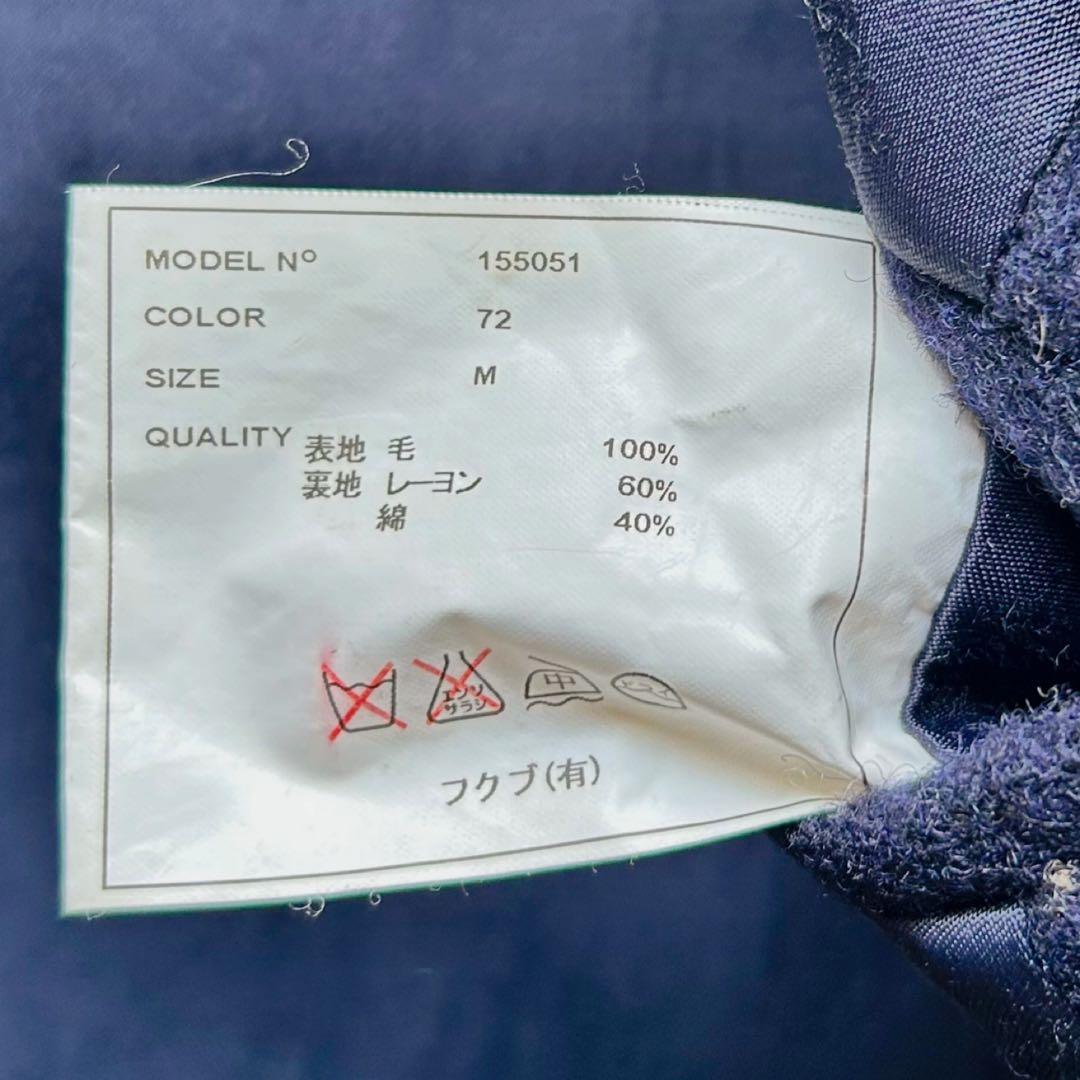 MODEL Nº 155051
COLOR 72
SIZE M
QUALITY 表地 毛 100%
裏地 レーヨン 60%
綿 40%
エンソ サラシ 中 ドライ
フクブ(有)